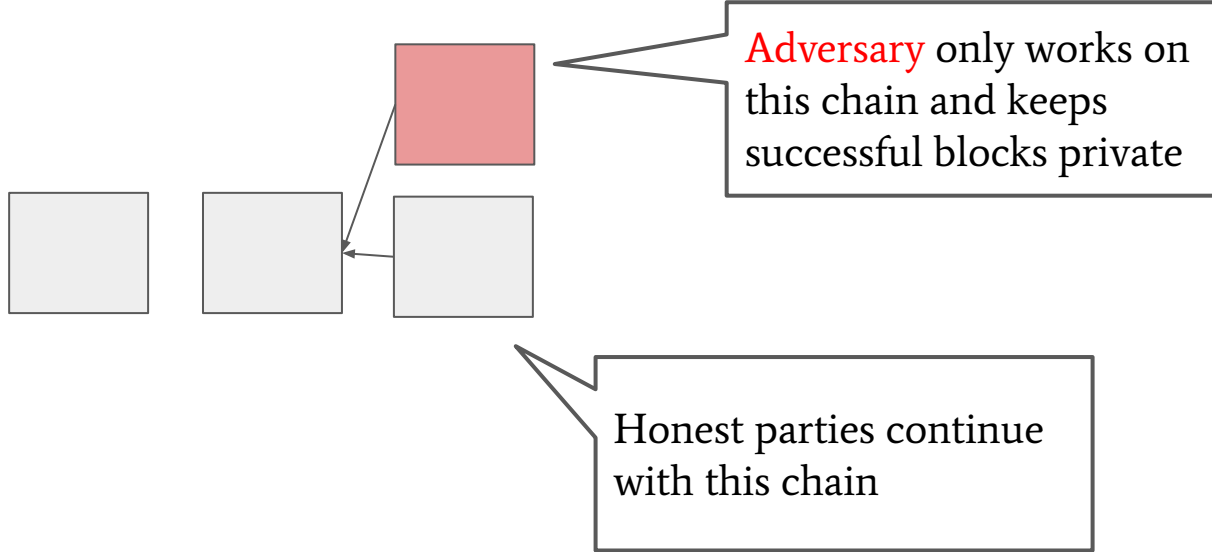 Adversary only works on
this chain and keeps
successful blocks private
Honest parties continue
with this chain